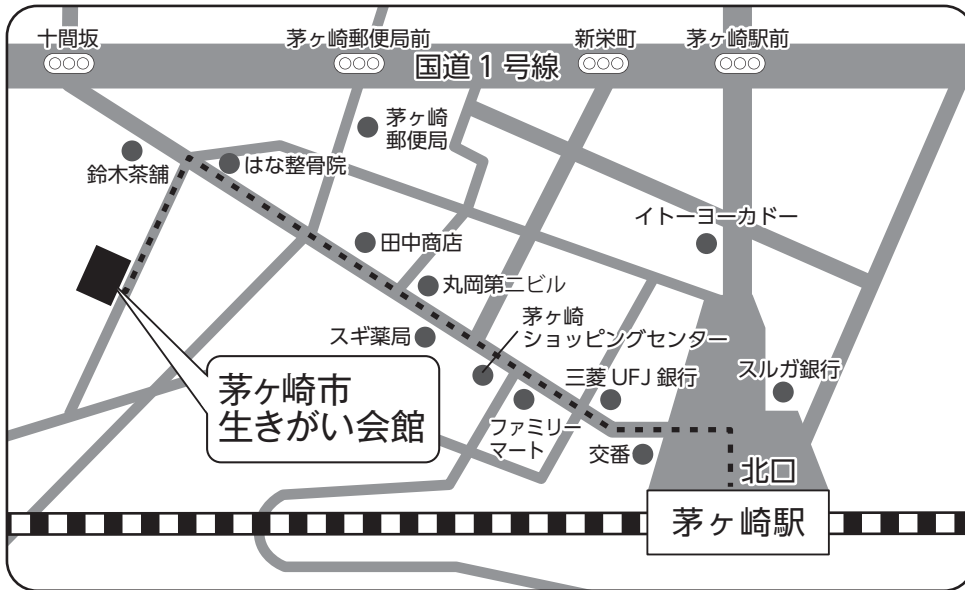 十間坂
茅ヶ崎郵便局前
新栄町
茅ヶ崎駅前
国道1号線
茅ヶ崎
郵便局
鈴木茶舗
はな整骨院
イトーヨーカドー
田中商店
丸岡第二ビル
茅ヶ崎
ショッピングセンター
スギ薬局
三菱UFJ銀行
スルガ銀行
茅ヶ崎市
生きがい会館
ファミリー
マート
交番
北口
茅ヶ崎駅